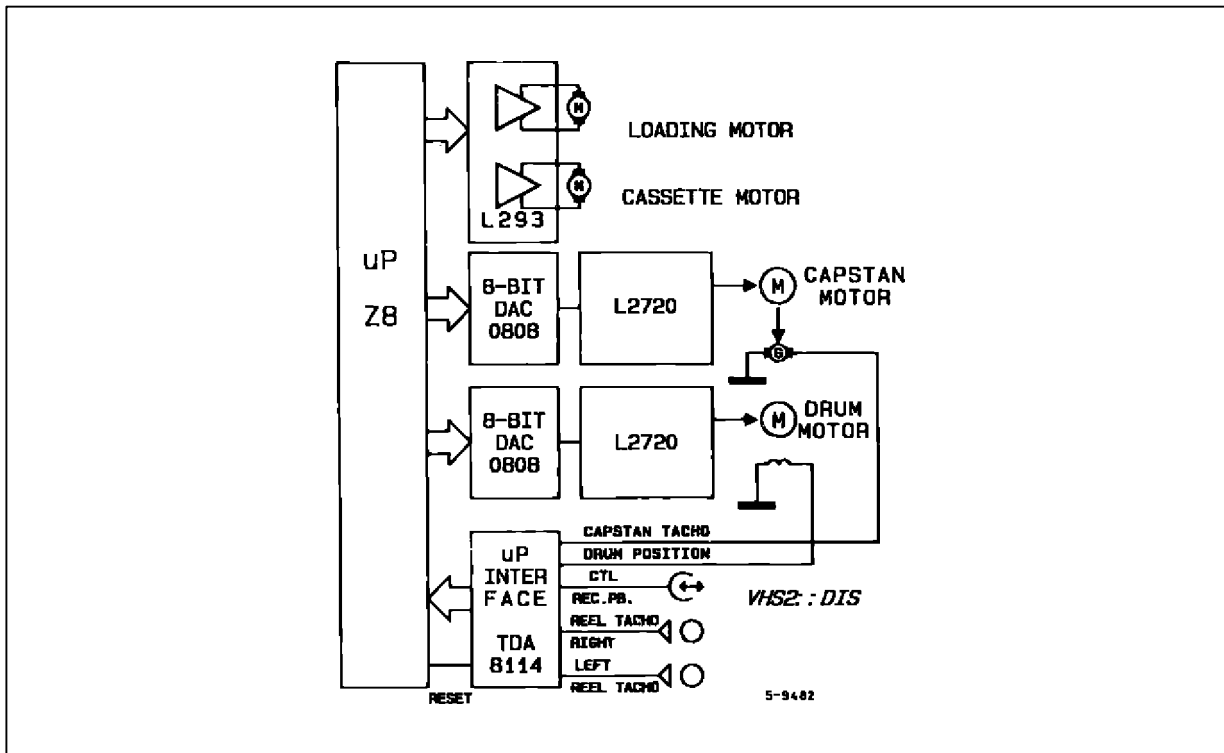 uP
Z8
M
LOADING MOTOR
M
CASSETTE MOTOR
L293
8-BIT
DAC
0808
L2720
M
CAPSTAN
MOTOR
G
8-BIT
DAC
0808
L2720
M
DRUM
MOTOR
CAPSTAN TACHO
DRUM POSITION
uP
INTER
FACE
TDA
8114
CTL
REC.PB.
VHS2::DIS
REEL TACHO
RIGHT
LEFT
REEL TACHO
RESET
5-9482